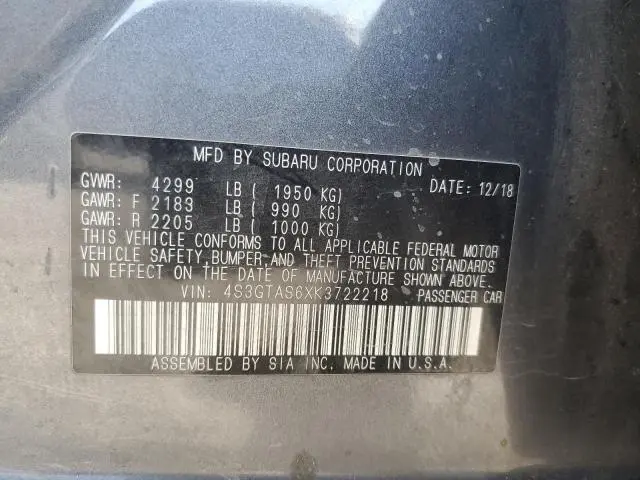 MFD BY SUBARU CORPORATION
GVWR: 4299 LB ( 1950 KG) DATE: 12/18
GAWR: F 2183 LB ( 990 KG)
GAWR: R 2205 LB ( 1000 KG)
THIS VEHICLE CONFORMS TO ALL APPLICABLE FEDERAL MOTOR
VEHICLE SAFETY,BUMPER,AND THEFT PREVENTION STANDARDS
IN EFFECT ON THE DATE OF MANUFACTURE SHOWN ABOVE.
VIN: 4S3GTAS6XK3722218 PASSENGER CAR
ASSEMBLED BY SIA INC. MADE IN U.S.A.